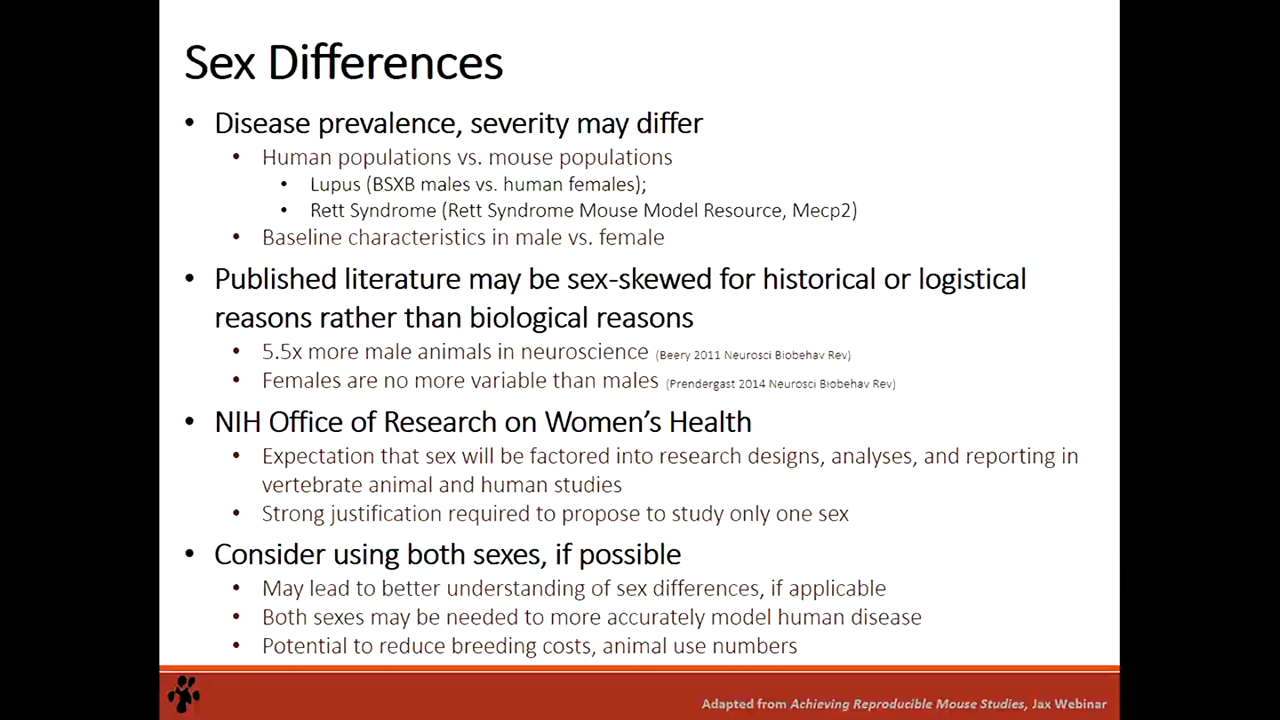 Sex Differences
• Disease prevalence, severity may differ
• Human populations vs. mouse populations
• Lupus (BSXB males vs. human females);
• Rett Syndrome (Rett Syndrome Mouse Model Resource, Mecp2)
• Baseline characteristics in male vs. female
• Published literature may be sex-skewed for historical or logistical
reasons rather than biological reasons
• 5.5x more male animals in neuroscience (Beery 2011 Neurosci Biobehav Rev)
• Females are no more variable than males (Prendergast 2014 Neurosci Biobehav Rev)
• NIH Office of Research on Women's Health
• Expectation that sex will be factored into research designs, analyses, and reporting in
vertebrate animal and human studies
• Strong justification required to propose to study only one sex
• Consider using both sexes, if possible
• May lead to better understanding of sex differences, if applicable
• Both sexes may be needed to more accurately model human disease
• Potential to reduce breeding costs, animal use numbers
Adapted from Achieving Reproducible Mouse Studies, Jax Webinar